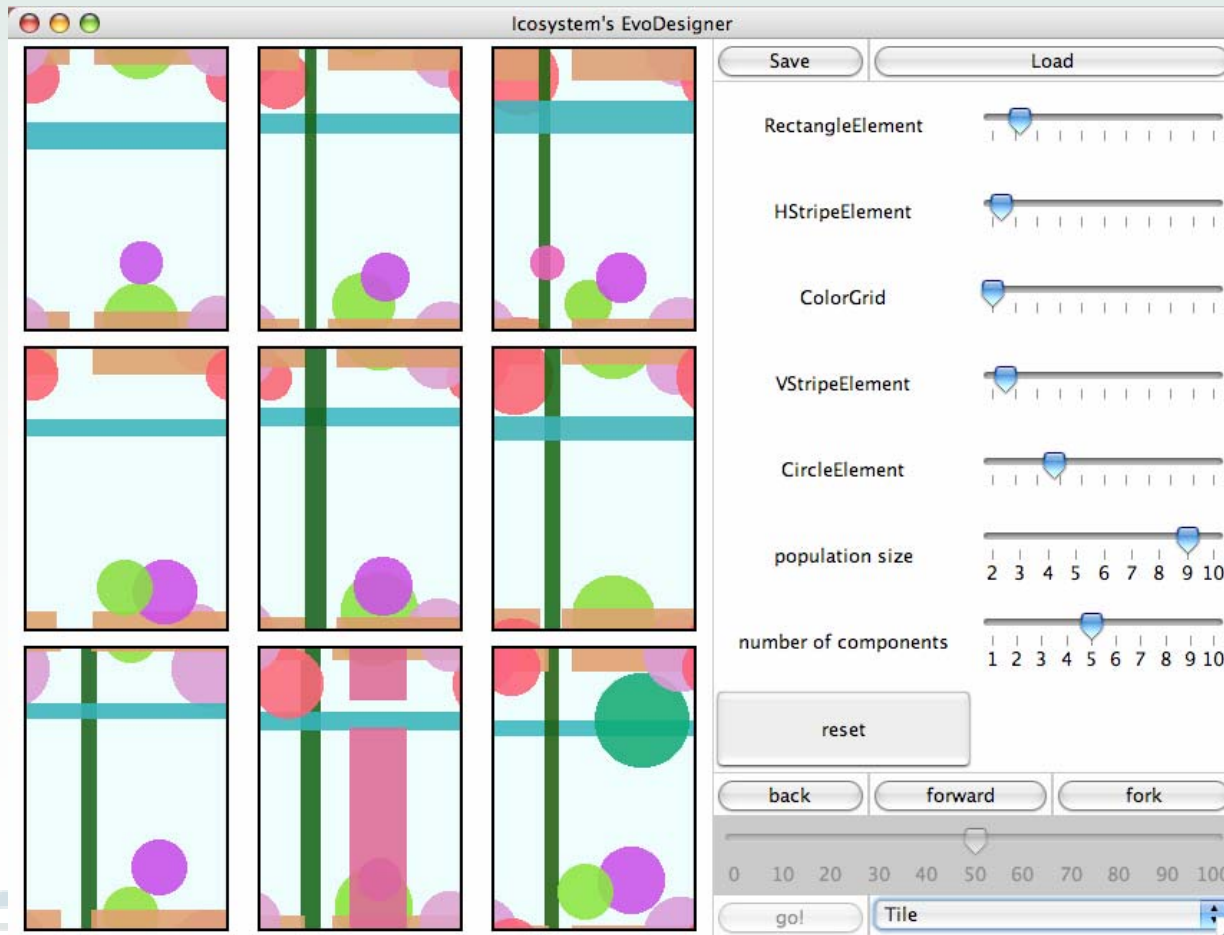 Icosystem's EvoDesigner
Save Load
RectangleElement
HStripeElement
ColorGrid
VStripeElement
CircleElement
population size
2 3 4 5 6 7 8 9 10
number of components
1 2 3 4 5 6 7 8 9 10
reset
back forward fork
0 10 20 30 40 50 60 70 80 90 100
go! Tile